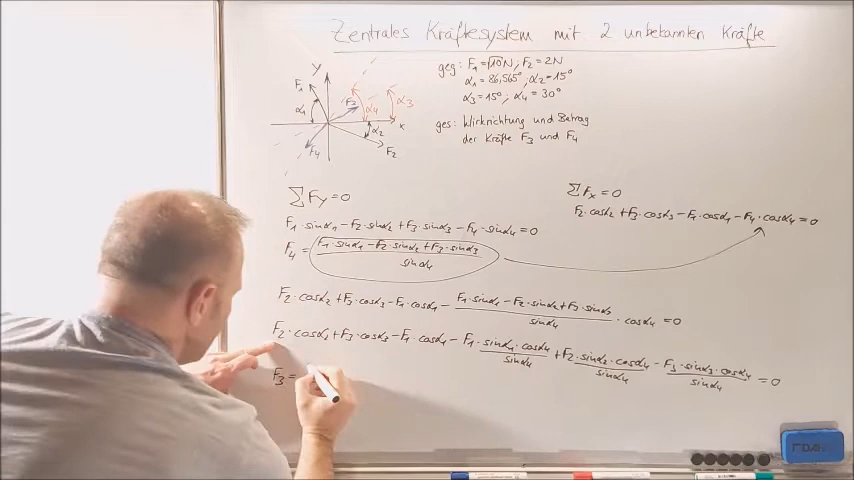 Zentrales Kräftesystem mit 2 unbekannten Kräfte
geg: F₁=√10N, F₂=2N
α₁=86,565°, α₂=15°
α₃=15°, α₄=30°
ges: Wirkrichtung und Betrag
der Kräfte F₃ und F₄
y
F₁
α₁
F₃
α₄
α₃
x
α₂
F₂
F₄
ΣFy=0
F₁·sinα₁-F₂·sinα₂+F₃·sinα₃-F₄·sinα₄=0
F₄=(F₁·sinα₁-F₂·sinα₂+F₃·sinα₃)/sinα₄
ΣFx=0
F₂·cosα₂+F₃·cosα₃-F₁·cosα₁-F₄·cosα₄=0
F₂·cosα₂+F₃·cosα₃-F₁·cosα₁-(F₁·sinα₁-F₂·sinα₂+F₃·sinα₃)/sinα₄·cosα₄=0
F₂·cosα₂+F₃·cosα₃-F₁·cosα₁-F₁·(sinα₁·cosα₄)/sinα₄+F₂·(sinα₂·cosα₄)/sinα₄-(F₃·sinα₃·cosα₄)/sinα₄=0
F₃=